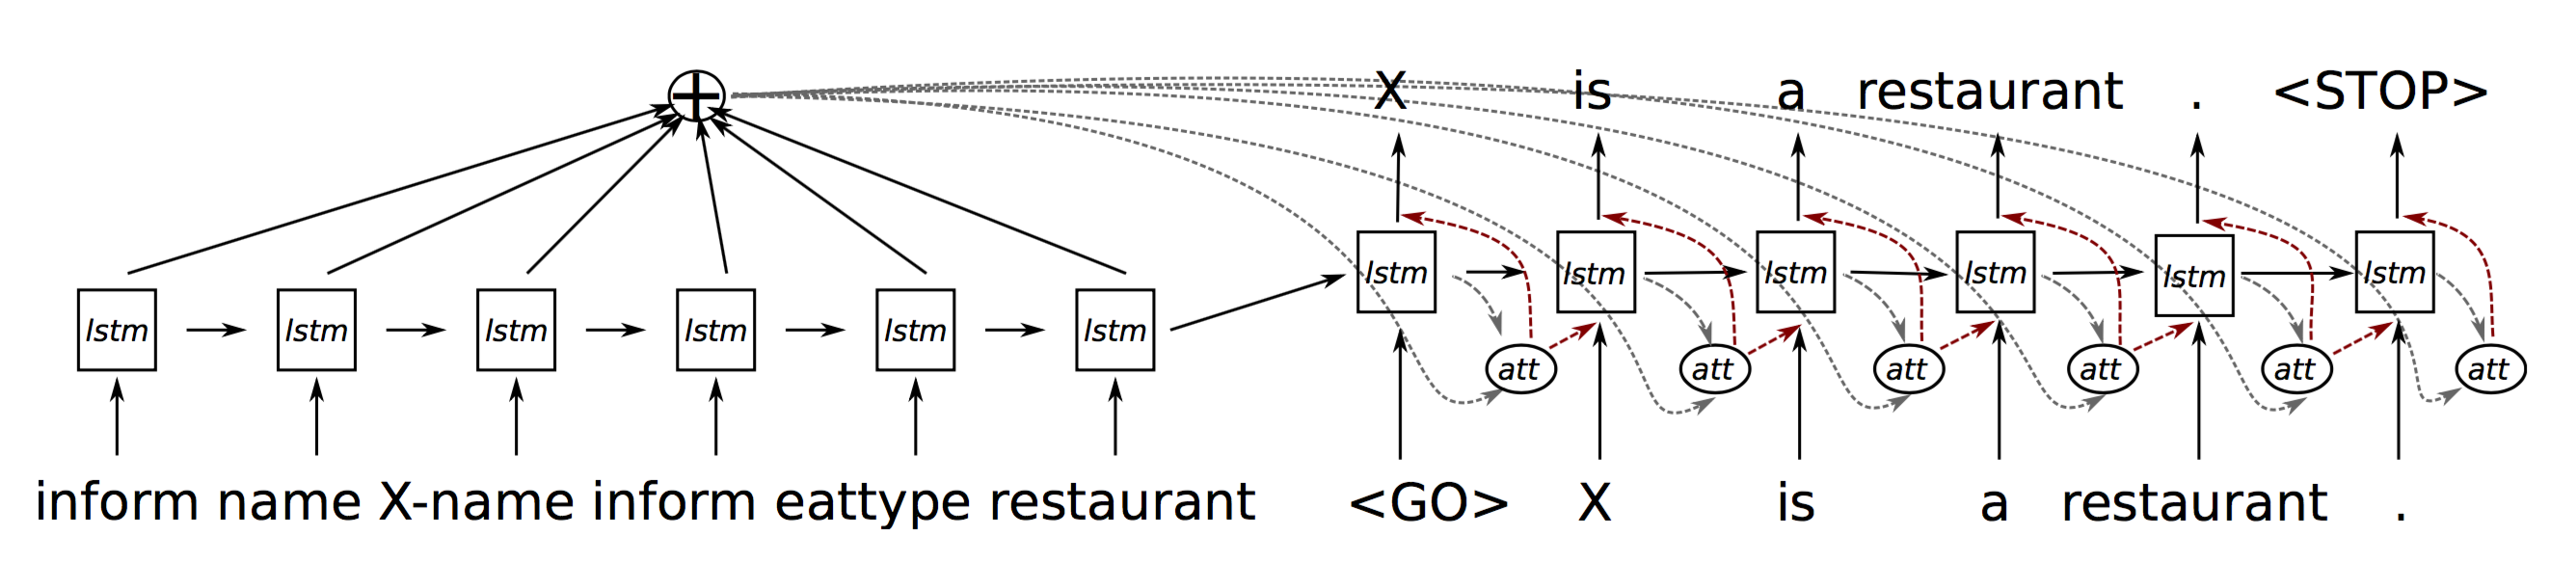 X is a restaurant . <STOP>
lstm lstm lstm lstm lstm lstm
lstm lstm lstm lstm lstm lstm
att att att att att att
inform name X-name inform eattype restaurant
<GO> X is a restaurant .